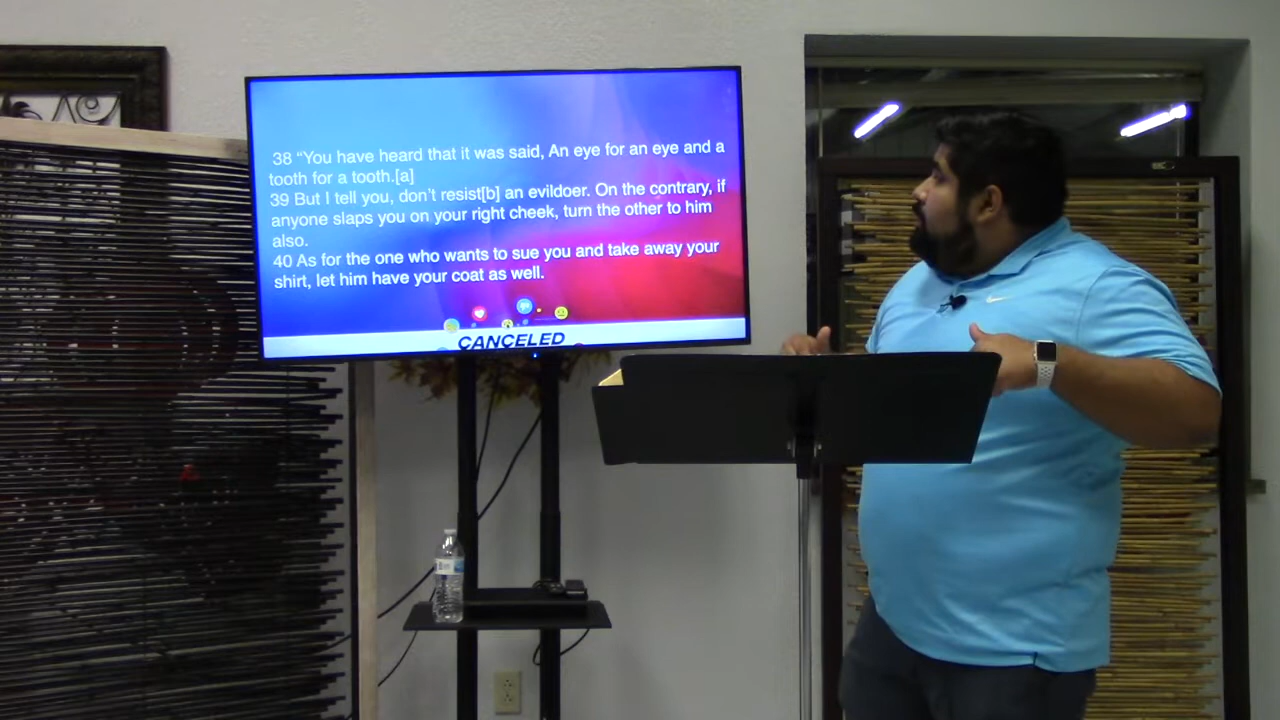 38 “You have heard that it was said, An eye for an eye and a
tooth for a tooth.[a]
39 But I tell you, don’t resist[b] an evildoer. On the contrary, if
anyone slaps you on your right cheek, turn the other to him
also.
40 As for the one who wants to sue you and take away your
shirt, let him have your coat as well.
CANCELED